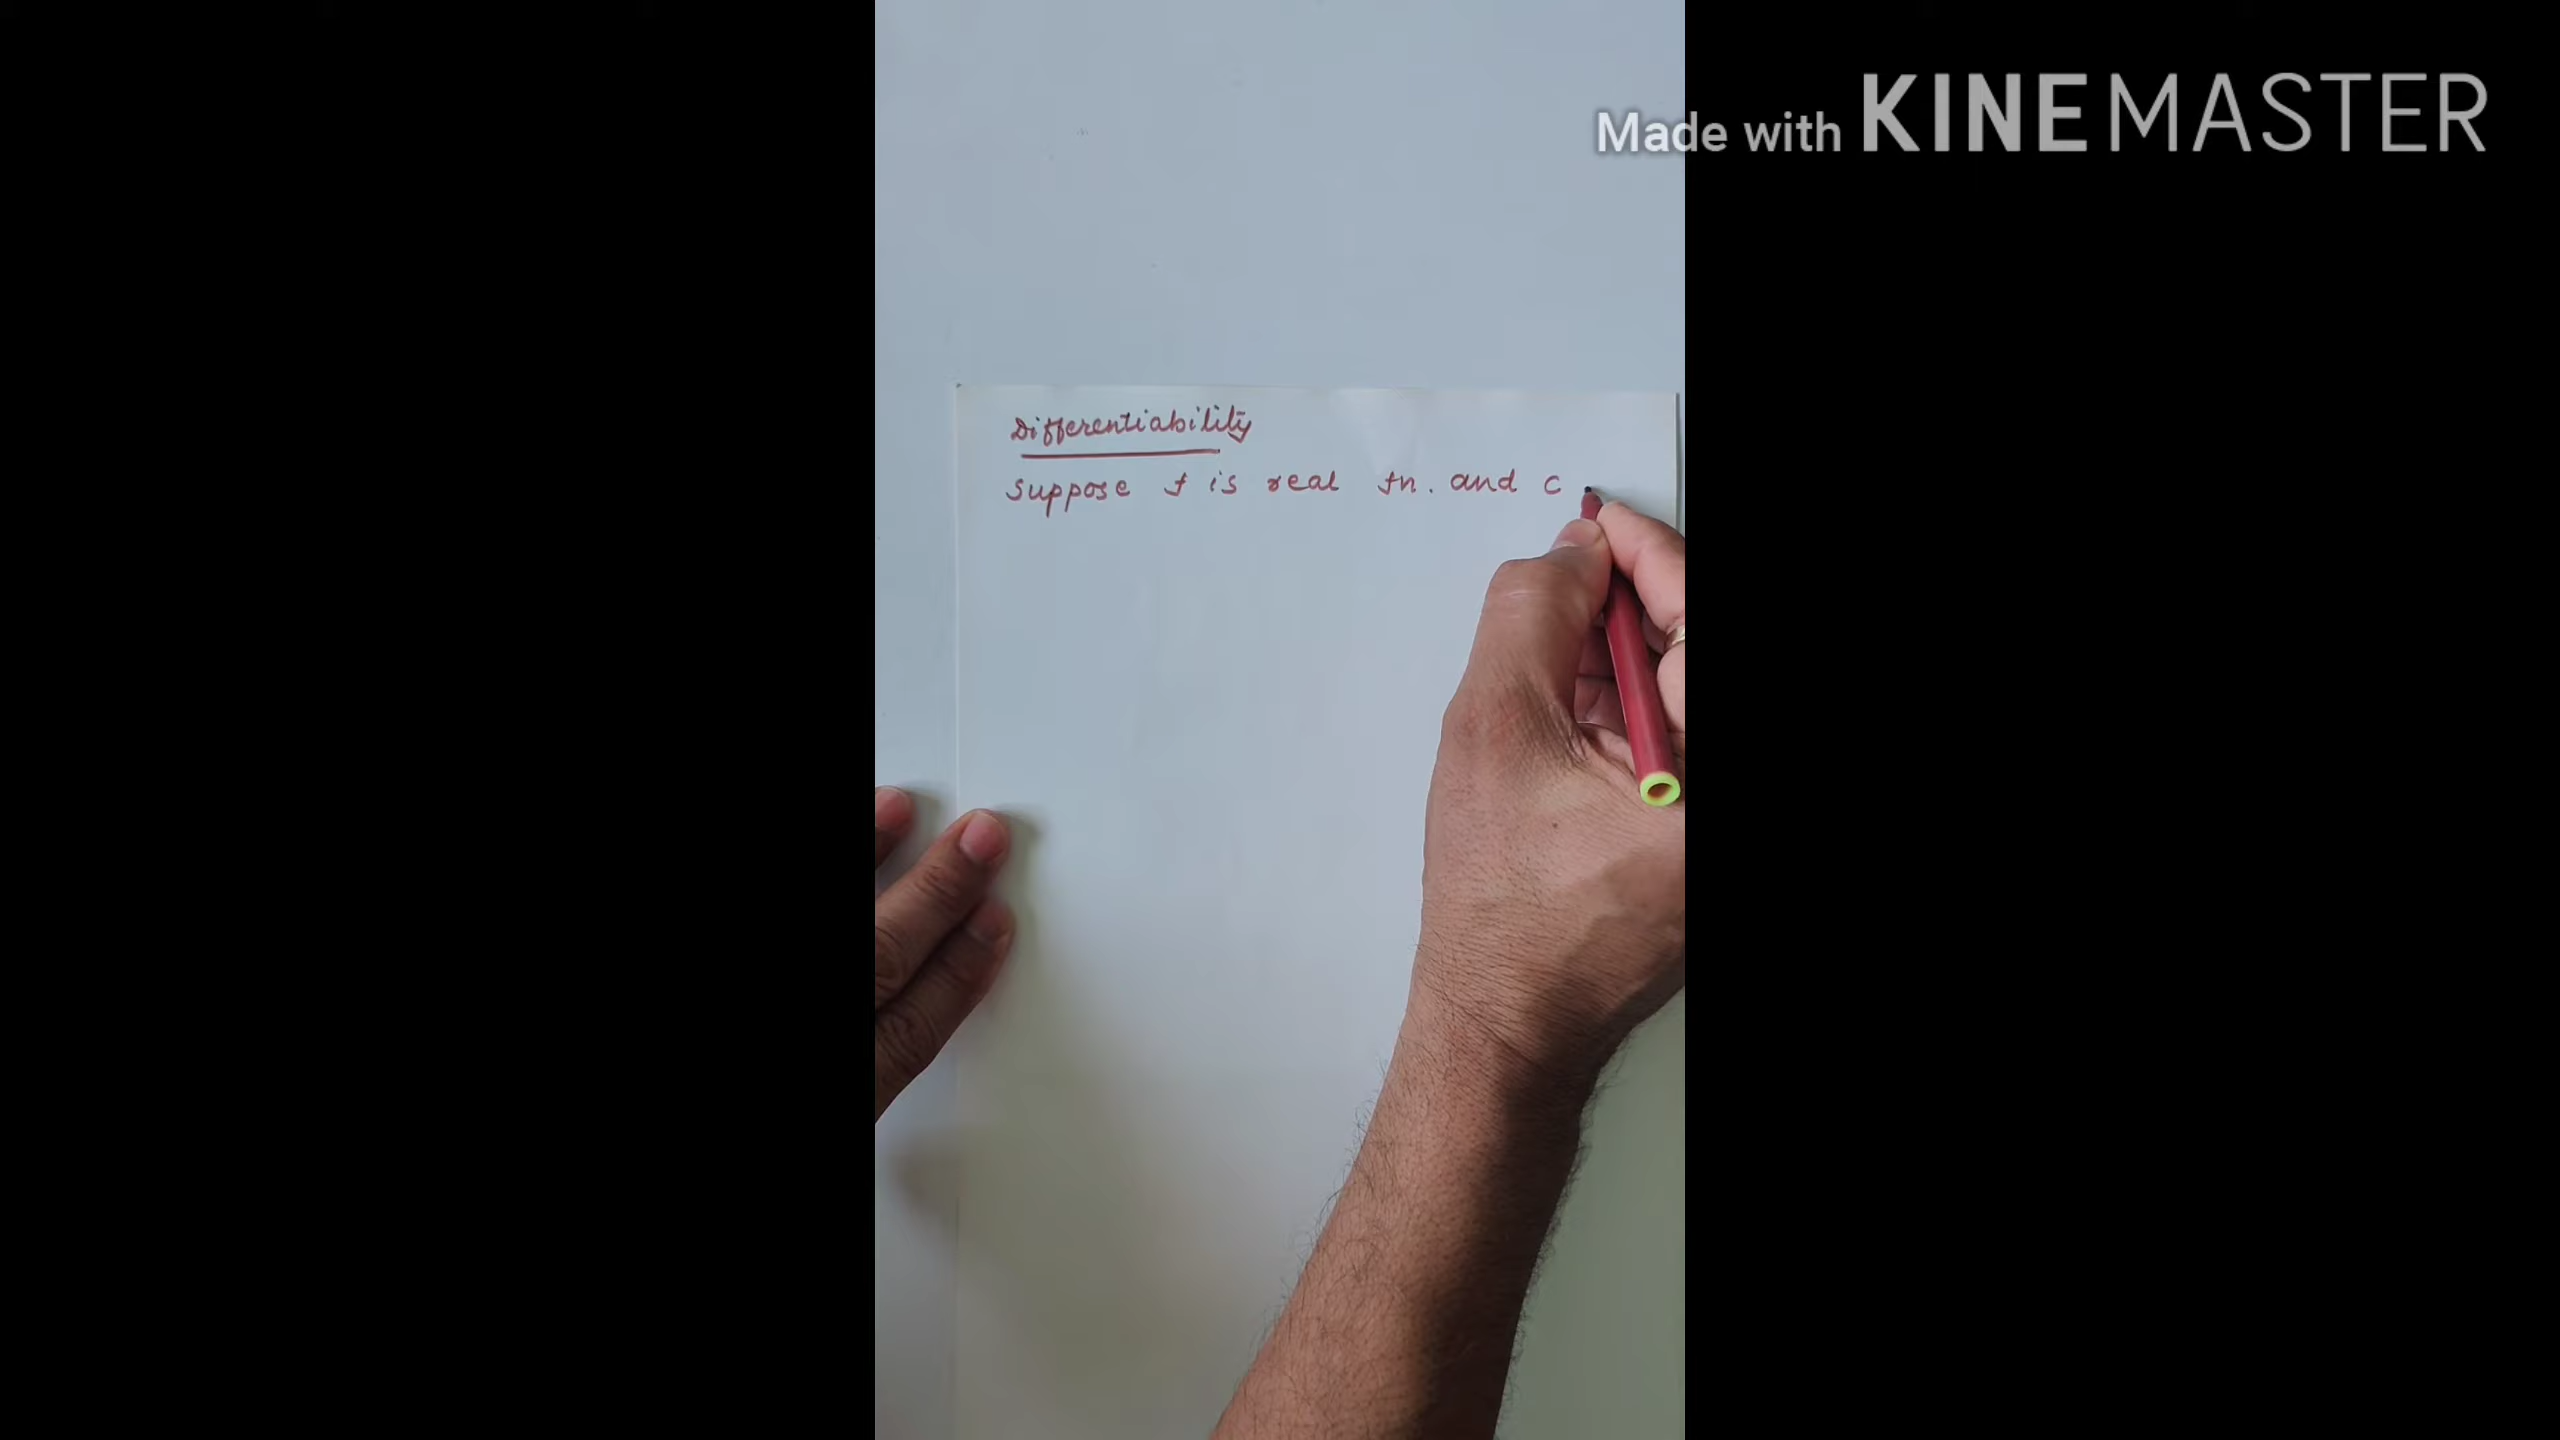 Made with KINEMASTER
Differentiability
Suppose f is real fn. and c